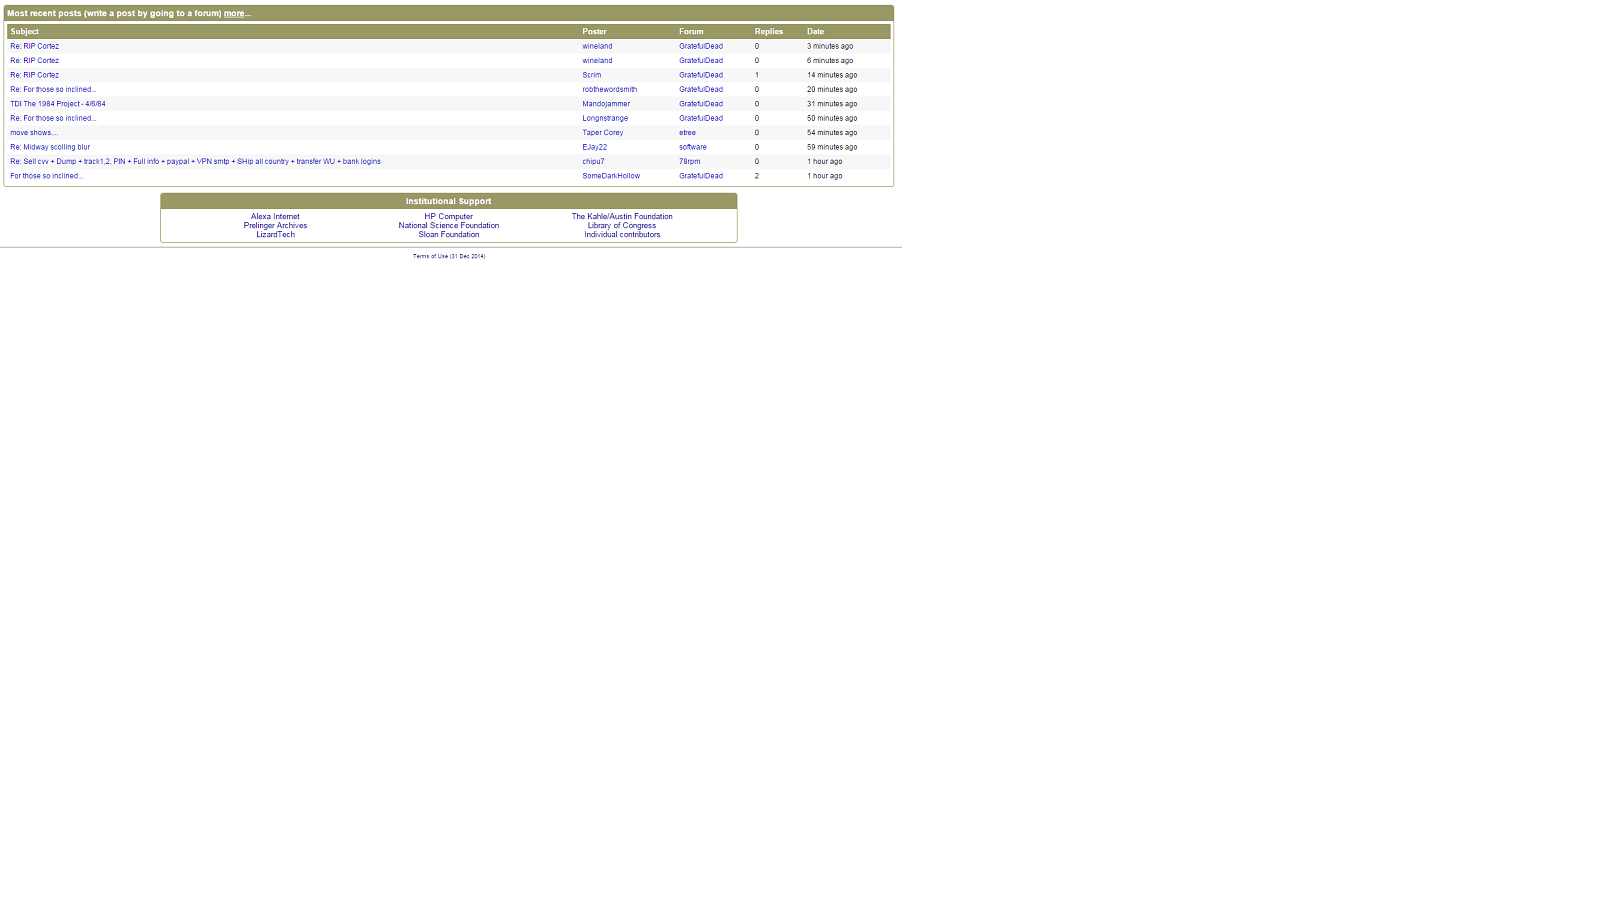 Most recent posts (write a post by going to a forum) more...
Subject Poster Forum Replies Date
Re: RIP Cortez wineland GratefulDead 0 3 minutes ago
Re: RIP Cortez wineland GratefulDead 0 6 minutes ago
Re: RIP Cortez Scrim GratefulDead 1 14 minutes ago
Re: For those so inclined... robthewordsmith GratefulDead 0 20 minutes ago
TDI The 1984 Project - 4/6/84 Mandojammer GratefulDead 0 31 minutes ago
Re: For those so inclined... Longnstrange GratefulDead 0 50 minutes ago
move shows.... Taper Corey etree 0 54 minutes ago
Re: Midway scolling blur EJay22 software 0 59 minutes ago
Re: Sell cvv + Dump + track1,2, PIN + Full info + paypal + VPN smtp + SHip all country + transfer WU + bank logins chipu7 78rpm 0 1 hour ago
For those so inclined... SomeDarkHollow GratefulDead 2 1 hour ago
Institutional Support
Alexa Internet HP Computer The Kahle/Austin Foundation
Prelinger Archives National Science Foundation Library of Congress
LizardTech Sloan Foundation Individual contributors
Terms of Use (31 Dec 2014)